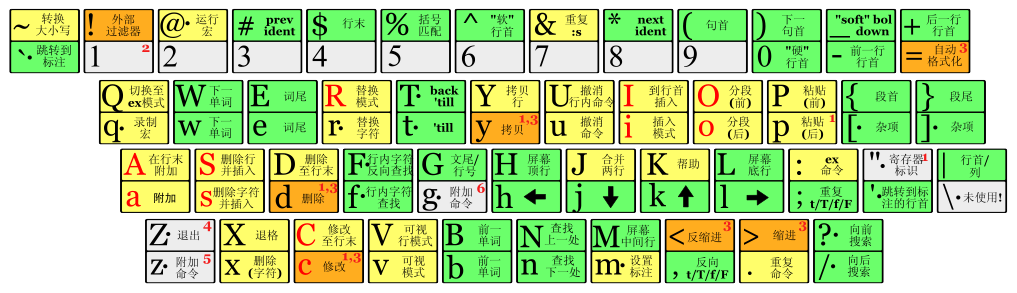 ~ 转换大小写 ! 外部过滤器 @· 运行宏 # prev ident $ 行末 % 括号匹配 ^ "软"行首 & 重复 :s * next ident ( 句首 ) 下一句首 _ "soft" bol down + 后一行行首
`· 跳转到标注 1 2 2 3 4 5 6 7 8 9 0 "硬"行首 - 前一行行首 = 自动3格式化
Q 切换至ex模式 W 下一单词 E 词尾 R 替换模式 T· back 'till Y 拷贝行 U 撤消行内命令 I 到行首插入 O 分段(前) P 粘贴(前) { 段首 } 段尾
q· 录制宏 w 下一单词 e 词尾 r· 替换字符 t· 'till y 拷贝1,3 u 撤消命令 i 插入模式 o 分段(后) p 粘贴1(后) [· 杂项 ]· 杂项
A 在行末附加 S 删除行并插入 D 删除至行末 F· 行内字符反向查找 G 文尾/行号 H 屏幕顶行 J 合并两行 K 帮助 L 屏幕底行 : ex命令 "· 寄存器1标识 | 行首/列
a 附加 s 删除字符并插入 d 删除1,3 f· 行内字符查找 g· 附加6命令 h ← j ↓ k ↑ l → ; 重复t/T/f/F '· 跳转到标注的行首 \· 未使用!
Z· 退出4 X 退格 C 修改至行末 V 可视行模式 B 前一单词 N 查找上一处 M 屏幕中间行 < 反缩进3 > 缩进3 ?· 向前搜索
z· 附加5命令 x 删除(字符) c 修改1,3 v 可视模式 b 前一单词 n 查找下一处 m· 设置标注 , 反向t/T/f/F . 重复命令 /· 向后搜索